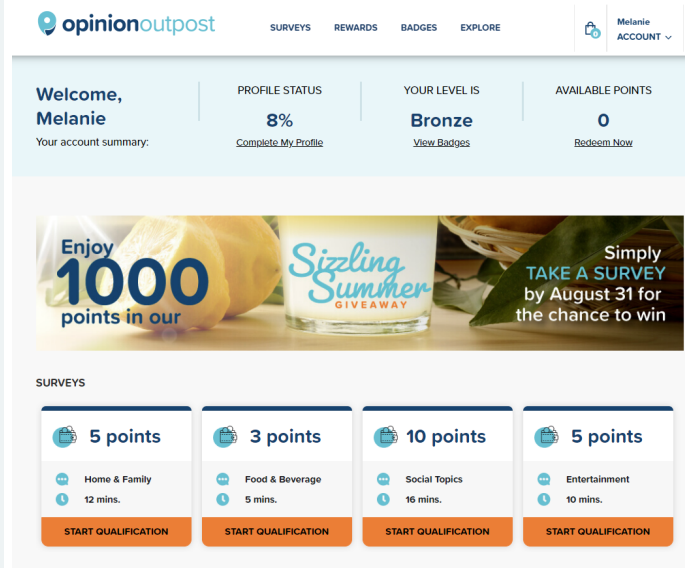 opinionoutpost
SURVEYS REWARDS BADGES EXPLORE
0
Melanie
ACCOUNT
Welcome,
Melanie
Your account summary:
PROFILE STATUS
8%
Complete My Profile
YOUR LEVEL IS
Bronze
View Badges
AVAILABLE POINTS
0
Redeem Now
Enjoy
1000
points in our
Sizzling
Summer
GIVEAWAY
Simply
TAKE A SURVEY
by August 31 for
the chance to win
SURVEYS
5 points
Home & Family
12 mins.
START QUALIFICATION
3 points
Food & Beverage
5 mins.
START QUALIFICATION
10 points
Social Topics
16 mins.
START QUALIFICATION
5 points
Entertainment
10 mins.
START QUALIFICATION